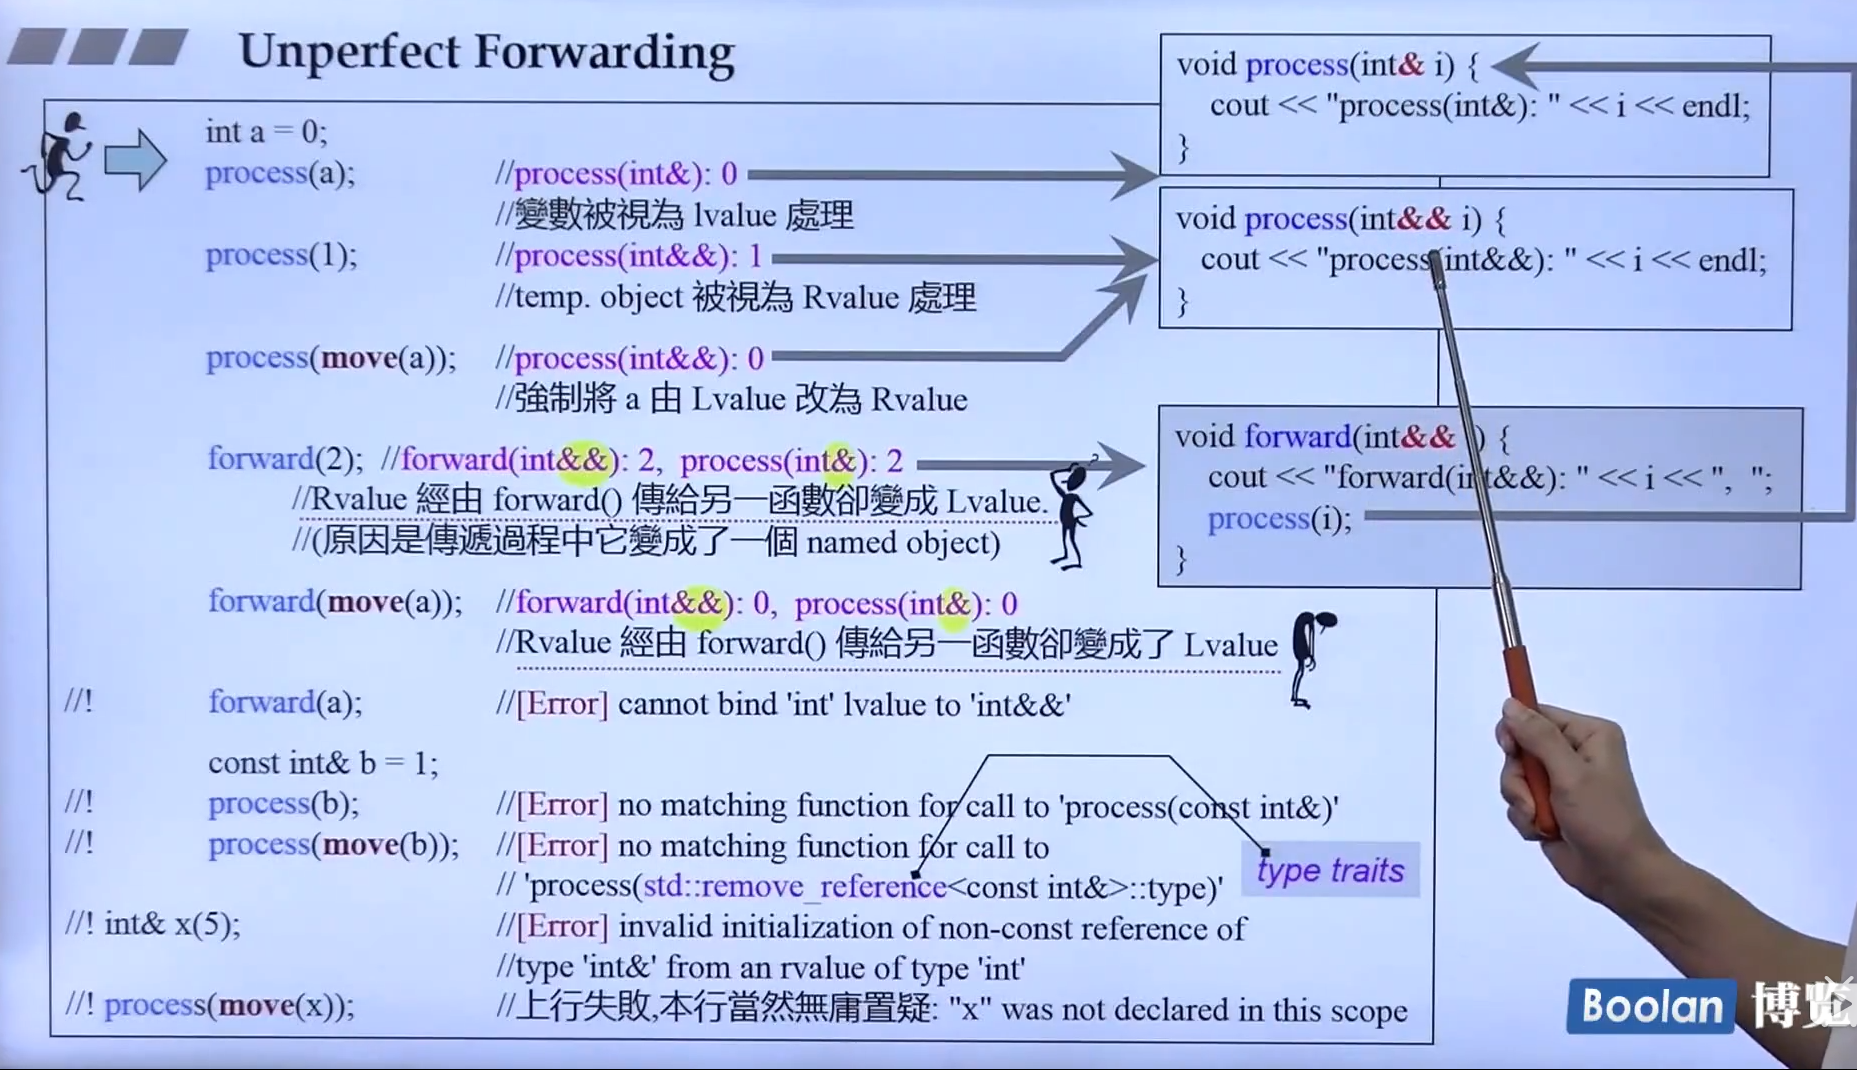 Unperfect Forwarding
int a = 0;
process(a); //process(int&): 0
//變數被視為 lvalue 處理
process(1); //process(int&&): 1
//temp. object 被視為 Rvalue 處理
process(move(a)); //process(int&&): 0
//強制將 a 由 Lvalue 改為 Rvalue
forward(2); //forward(int&&): 2, process(int&): 2
//Rvalue 經由 forward() 傳給另一函數卻變成 Lvalue.
//(原因是傳遞過程中它變成了一個 named object)
forward(move(a)); //forward(int&&): 0, process(int&): 0
//Rvalue 經由 forward() 傳給另一函數卻變成了 Lvalue
//! forward(a); //[Error] cannot bind 'int' lvalue to 'int&&'
const int& b = 1;
//! process(b); //[Error] no matching function for call to 'process(const int&)'
//! process(move(b)); //[Error] no matching function for call to
// 'process(std::remove_reference<const int&>::type)'
//! int& x(5); //[Error] invalid initialization of non-const reference of
//type 'int&' from an rvalue of type 'int'
//! process(move(x)); //上行失敗,本行當然無庸置疑: "x" was not declared in this scope
void process(int& i) {
cout << "process(int&): " << i << endl;
}
void process(int&& i) {
cout << "process(int&&): " << i << endl;
}
void forward(int&& ) {
cout << "forward(int&&): " << i << ", ";
process(i);
}
type traits
Boolan 博览